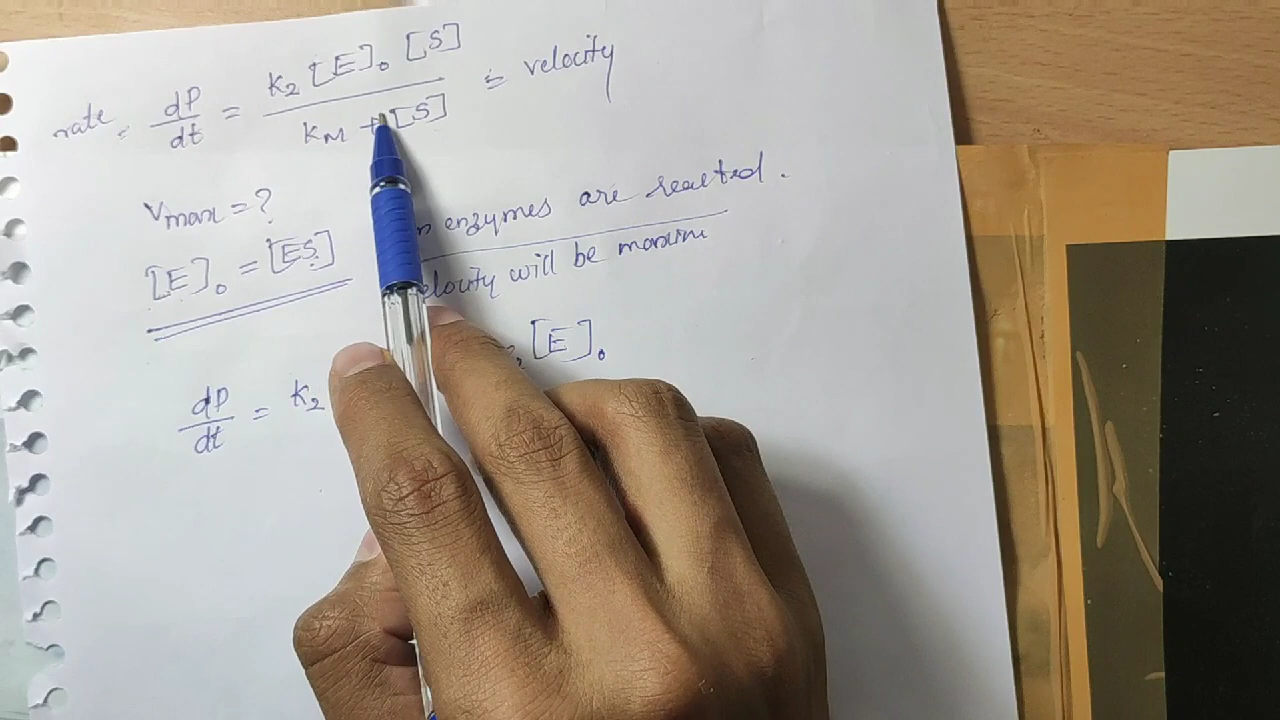 rate = dP/dt = k2 [E]0 [S] / kM + [S] = velocity
Vmax = ? enzymes are reacted.
[E]0 = [ES] velocity will be maximum
dP/dt = k2 [E]0